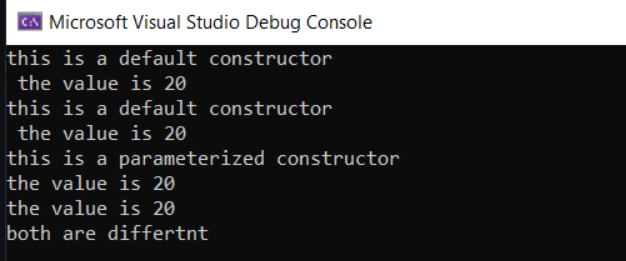 C:\ Microsoft Visual Studio Debug Console
this is a default constructor
 the value is 20
this is a default constructor
 the value is 20
this is a parameterized constructor
the value is 20
the value is 20
both are differtnt